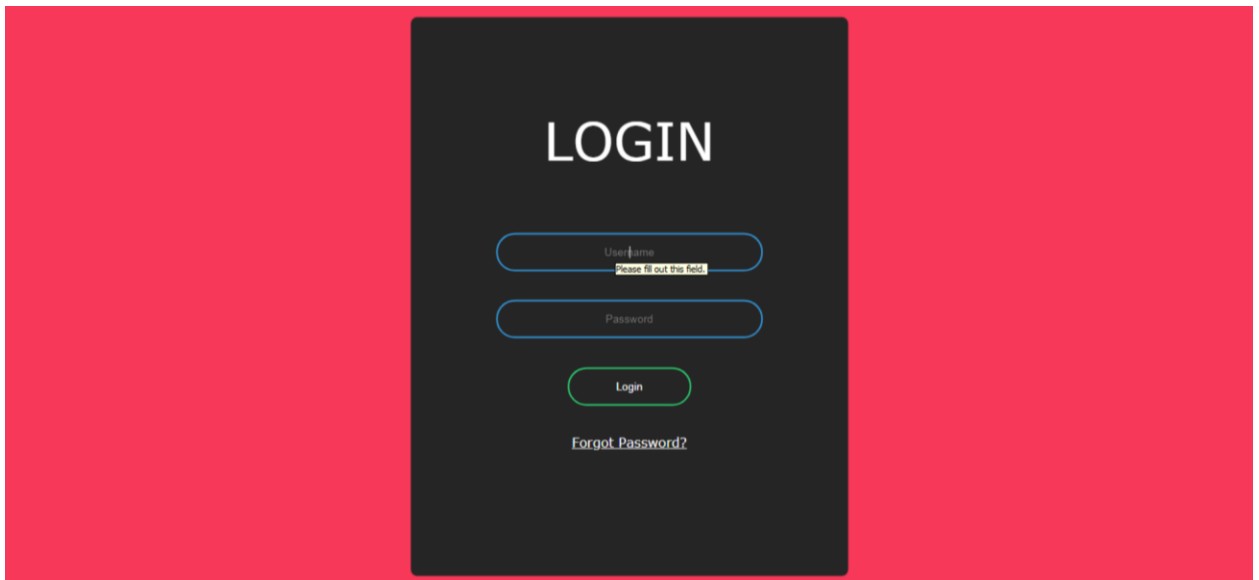 LOGIN
Username
Please fill out this field.
Password
Login
Forgot Password?